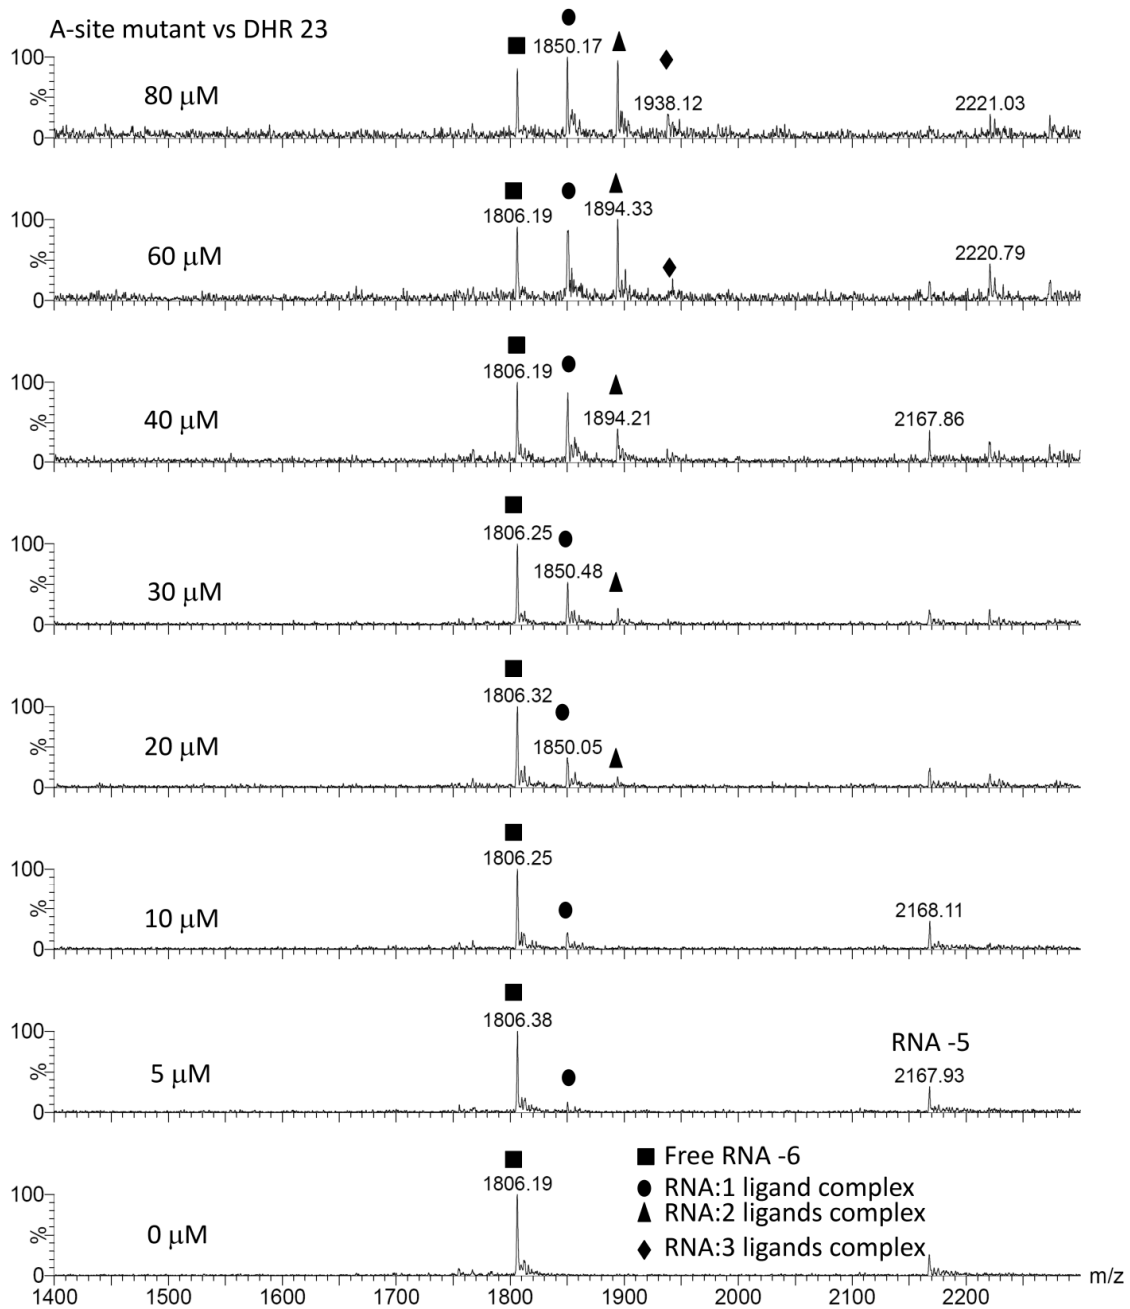 A-site mutant vs DHR 23
100
%
0
80 μM
1850.17
1938.12
2221.03
100
%
0
60 μM
1806.19
1894.33
2220.79
100
%
0
40 μM
1806.19
1894.21
2167.86
100
%
0
30 μM
1806.25
1850.48
100
%
0
20 μM
1806.32
1850.05
100
%
0
10 μM
1806.25
2168.11
100
%
0
5 μM
1806.38
RNA -5
2167.93
100
%
0
0 μM
1806.19
Free RNA -6
RNA:1 ligand complex
RNA:2 ligands complex
RNA:3 ligands complex
m/z
1400 1500 1600 1700 1800 1900 2000 2100 2200